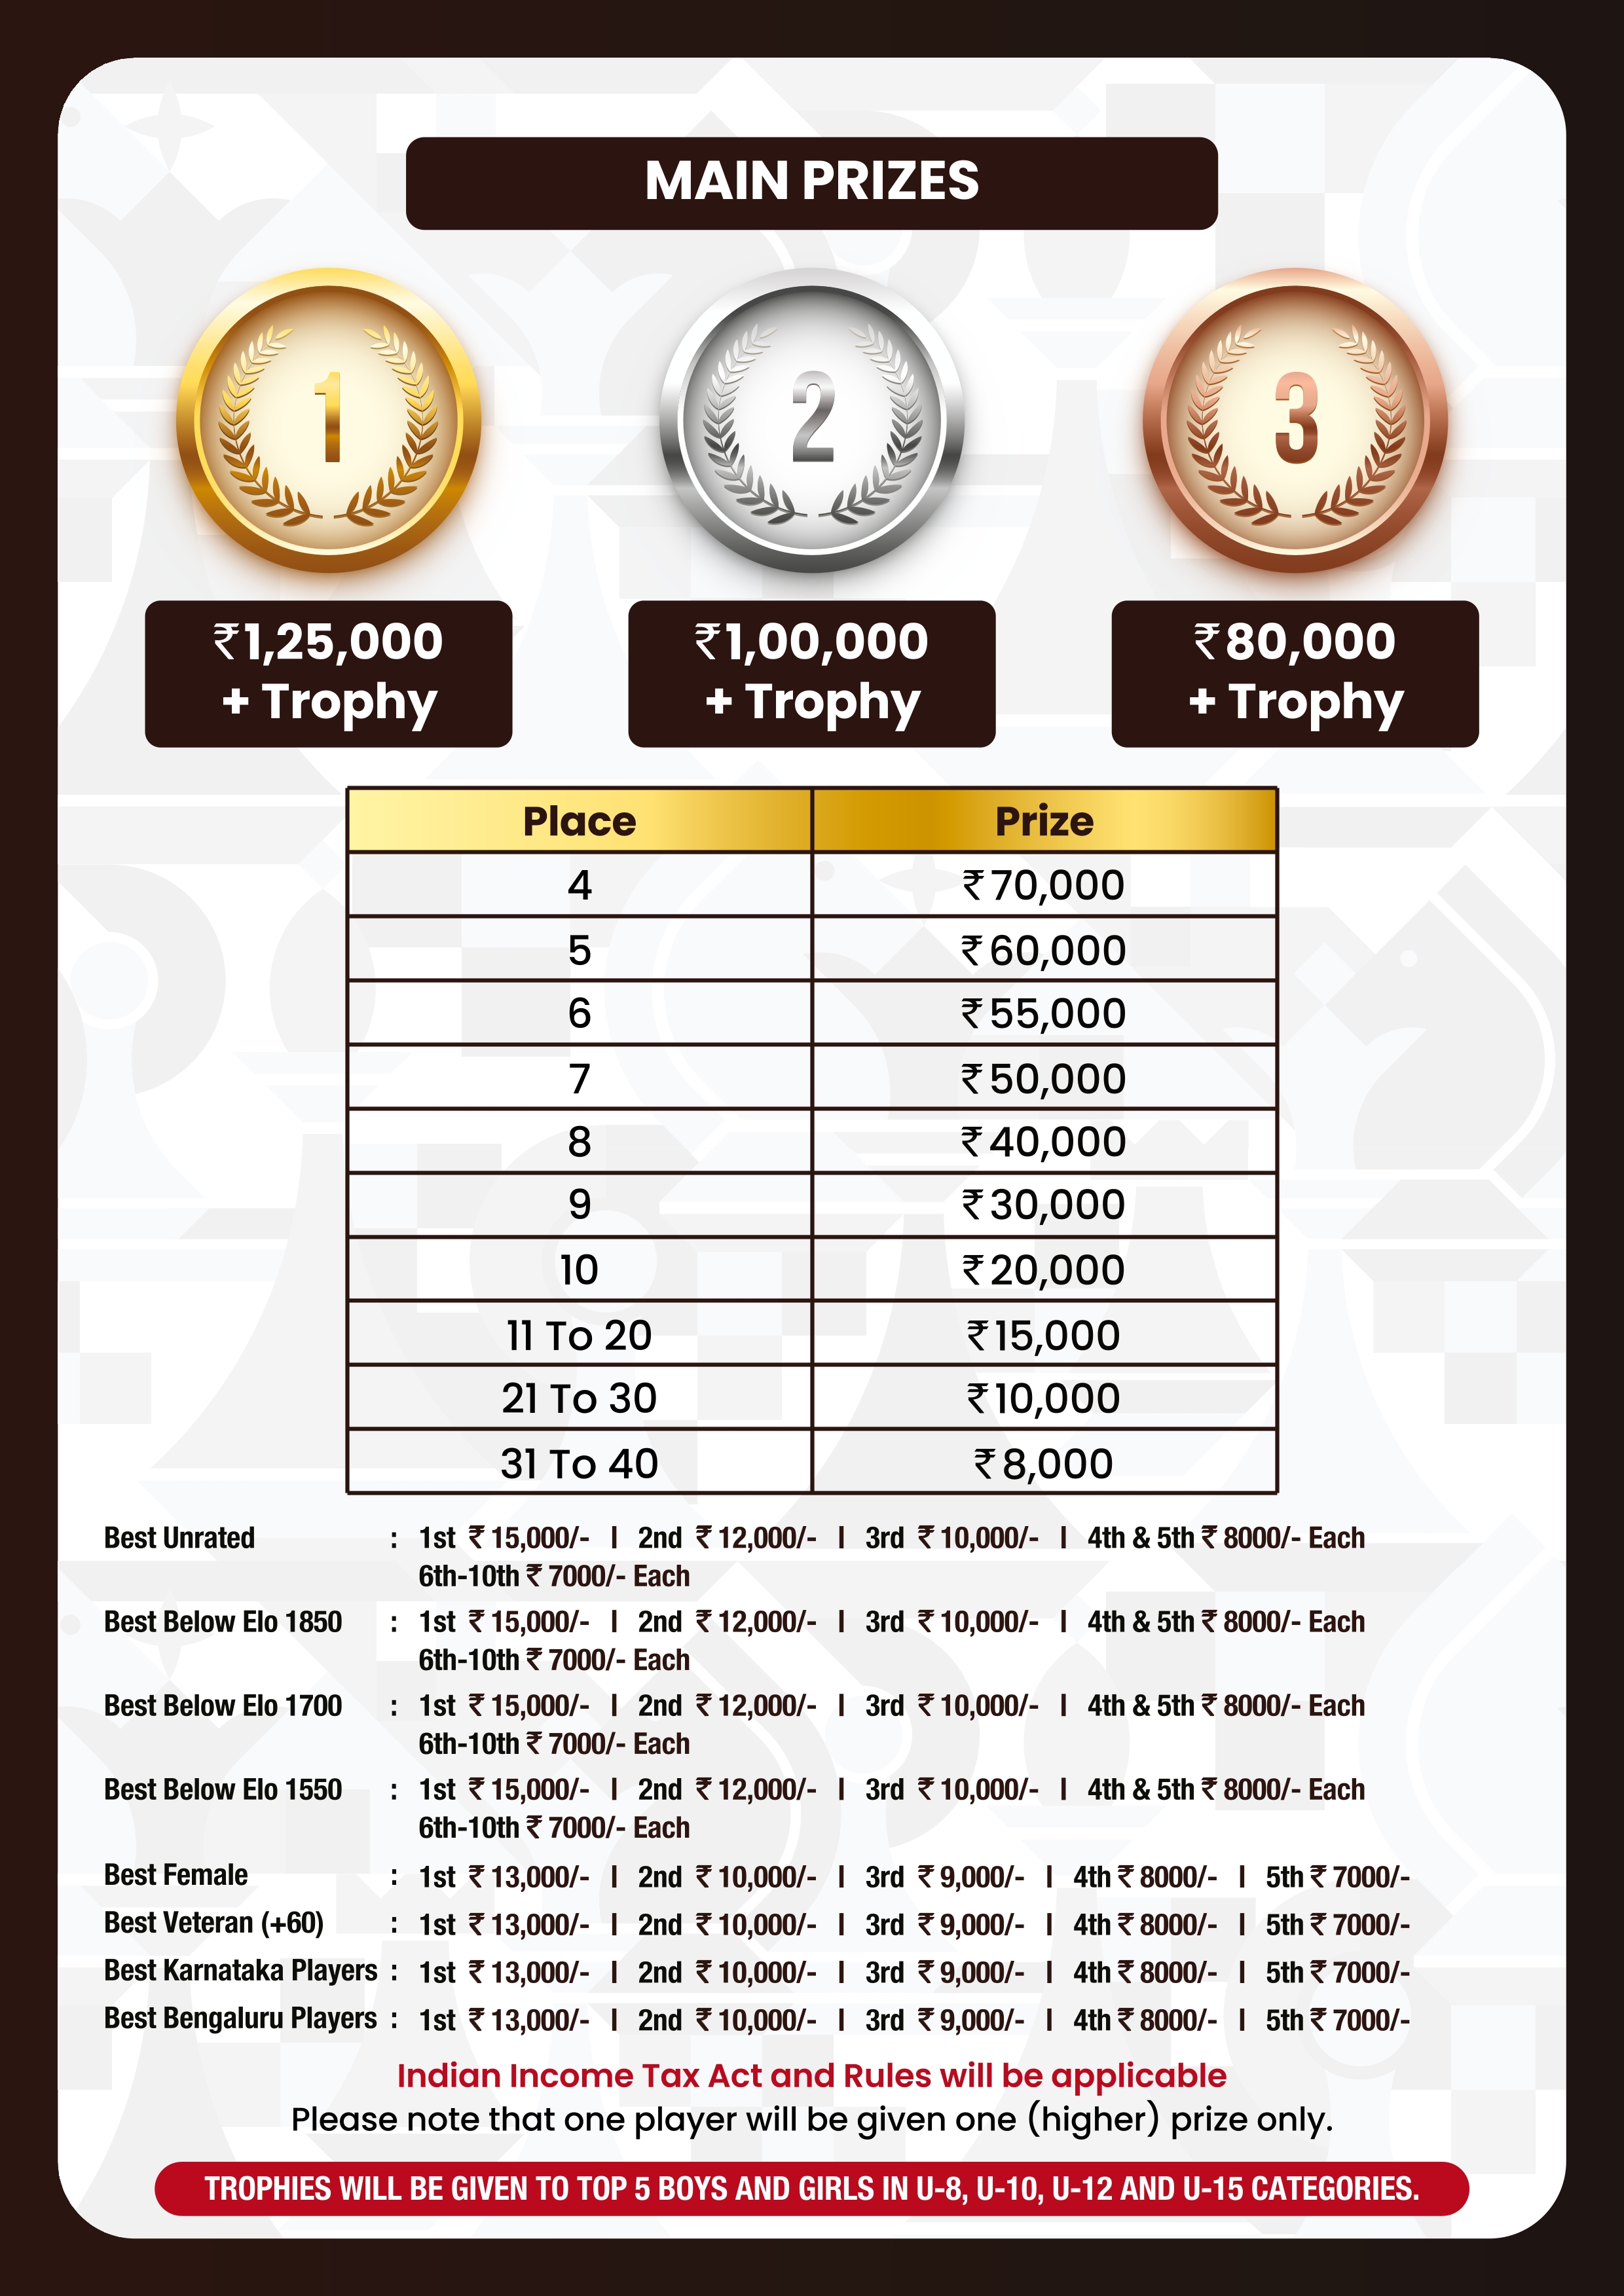 MAIN PRIZES
1 2 3
₹1,25,000 ₹1,00,000 ₹80,000
+ Trophy + Trophy + Trophy
Place Prize
4 ₹70,000
5 ₹60,000
6 ₹55,000
7 ₹50,000
8 ₹40,000
9 ₹30,000
10 ₹20,000
11 To 20 ₹15,000
21 To 30 ₹10,000
31 To 40 ₹8,000
Best Unrated : 1st ₹ 15,000/- | 2nd ₹ 12,000/- | 3rd ₹ 10,000/- | 4th & 5th ₹ 8000/- Each
6th-10th ₹ 7000/- Each
Best Below Elo 1850 : 1st ₹ 15,000/- | 2nd ₹ 12,000/- | 3rd ₹ 10,000/- | 4th & 5th ₹ 8000/- Each
6th-10th ₹ 7000/- Each
Best Below Elo 1700 : 1st ₹ 15,000/- | 2nd ₹ 12,000/- | 3rd ₹ 10,000/- | 4th & 5th ₹ 8000/- Each
6th-10th ₹ 7000/- Each
Best Below Elo 1550 : 1st ₹ 15,000/- | 2nd ₹ 12,000/- | 3rd ₹ 10,000/- | 4th & 5th ₹ 8000/- Each
6th-10th ₹ 7000/- Each
Best Female : 1st ₹ 13,000/- | 2nd ₹ 10,000/- | 3rd ₹ 9,000/- | 4th ₹ 8000/- | 5th ₹ 7000/-
Best Veteran (+60) : 1st ₹ 13,000/- | 2nd ₹ 10,000/- | 3rd ₹ 9,000/- | 4th ₹ 8000/- | 5th ₹ 7000/-
Best Karnataka Players : 1st ₹ 13,000/- | 2nd ₹ 10,000/- | 3rd ₹ 9,000/- | 4th ₹ 8000/- | 5th ₹ 7000/-
Best Bengaluru Players : 1st ₹ 13,000/- | 2nd ₹ 10,000/- | 3rd ₹ 9,000/- | 4th ₹ 8000/- | 5th ₹ 7000/-
Indian Income Tax Act and Rules will be applicable
Please note that one player will be given one (higher) prize only.
TROPHIES WILL BE GIVEN TO TOP 5 BOYS AND GIRLS IN U-8, U-10, U-12 AND U-15 CATEGORIES.